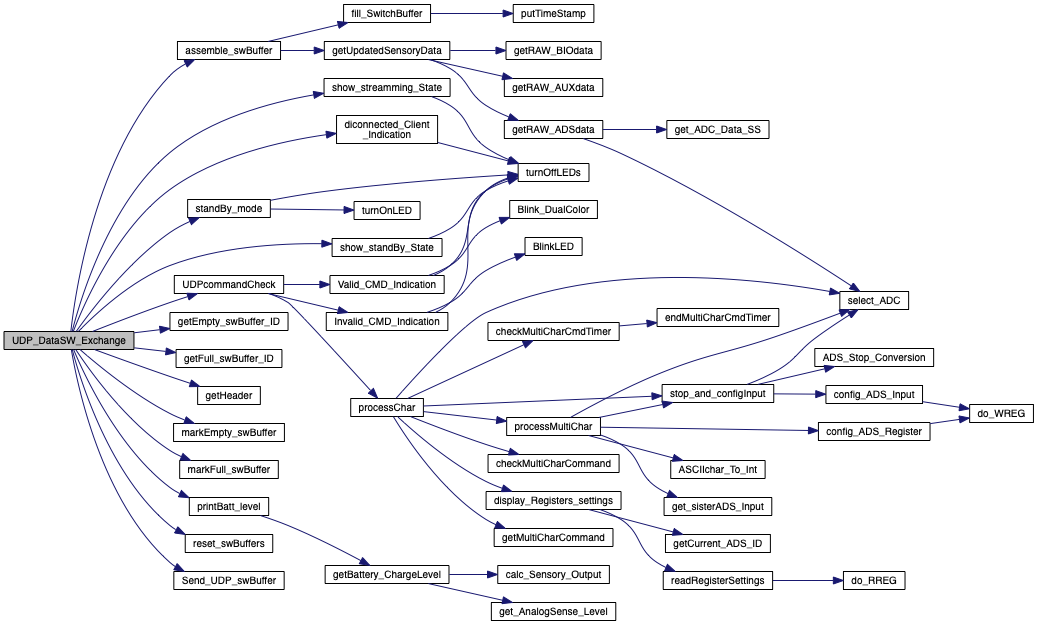 fill_SwitchBuffer
putTimeStamp
assemble_swBuffer
getUpdatedSensoryData
getRAW_BIOdata
show_streamming_State
getRAW_AUXdata
diconnected_Client
_Indication
getRAW_ADSdata
get_ADC_Data_SS
turnOffLEDs
standBy_mode
turnOnLED
Blink_DualColor
show_standBy_State
BlinkLED
UDPcommandCheck
Valid_CMD_Indication
select_ADC
getEmpty_swBuffer_ID
Invalid_CMD_Indication
endMultiCharCmdTimer
UDP_DataSW_Exchange
checkMultiCharCmdTimer
getFull_swBuffer_ID
ADS_Stop_Conversion
getHeader
stop_and_configInput
config_ADS_Input
processChar
do_WREG
markEmpty_swBuffer
processMultiChar
config_ADS_Register
markFull_swBuffer
checkMultiCharCommand
ASCIIchar_To_Int
printBatt_level
display_Registers_settings
get_sisterADS_Input
reset_swBuffers
getMultiCharCommand
getCurrent_ADS_ID
Send_UDP_swBuffer
getBattery_ChargeLevel
calc_Sensory_Output
readRegisterSettings
do_RREG
get_AnalogSense_Level